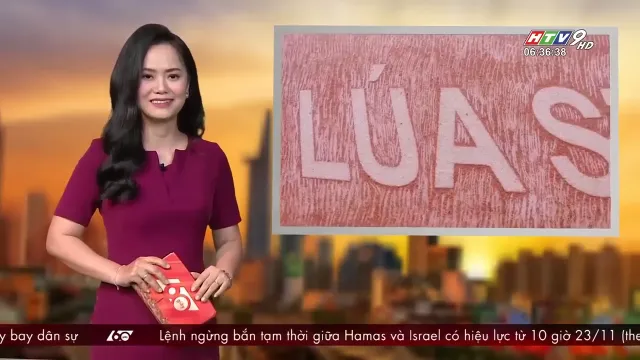 HTV9 HD
06:36:38
LÚA S
y bay dân sự 60 Lệnh ngừng bắn tạm thời giữa Hamas và Israel có hiệu lực từ 10 giờ 23/11 (the